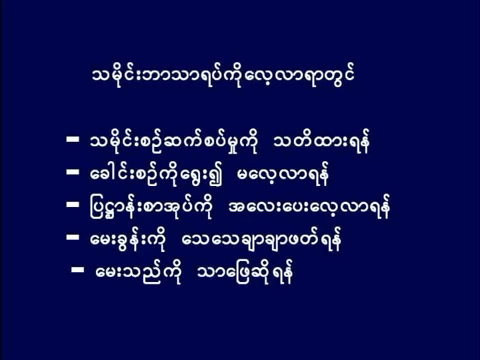 သမိုင်းဘာသာရပ်ကိုလေ့လာရာတွင်
- သမိုင်းစဉ်ဆက်စပ်မှုကို သတိထားရန်
- ခေါင်းစဉ်ကိုရွေး၍ မလေ့လာရန်
- ပြဋ္ဌာန်းစာအုပ်ကို အလေးပေးလေ့လာရန်
- မေးခွန်းကို သေသေချာချာဖတ်ရန်
- မေးသည်ကို သာဖြေဆိုရန်